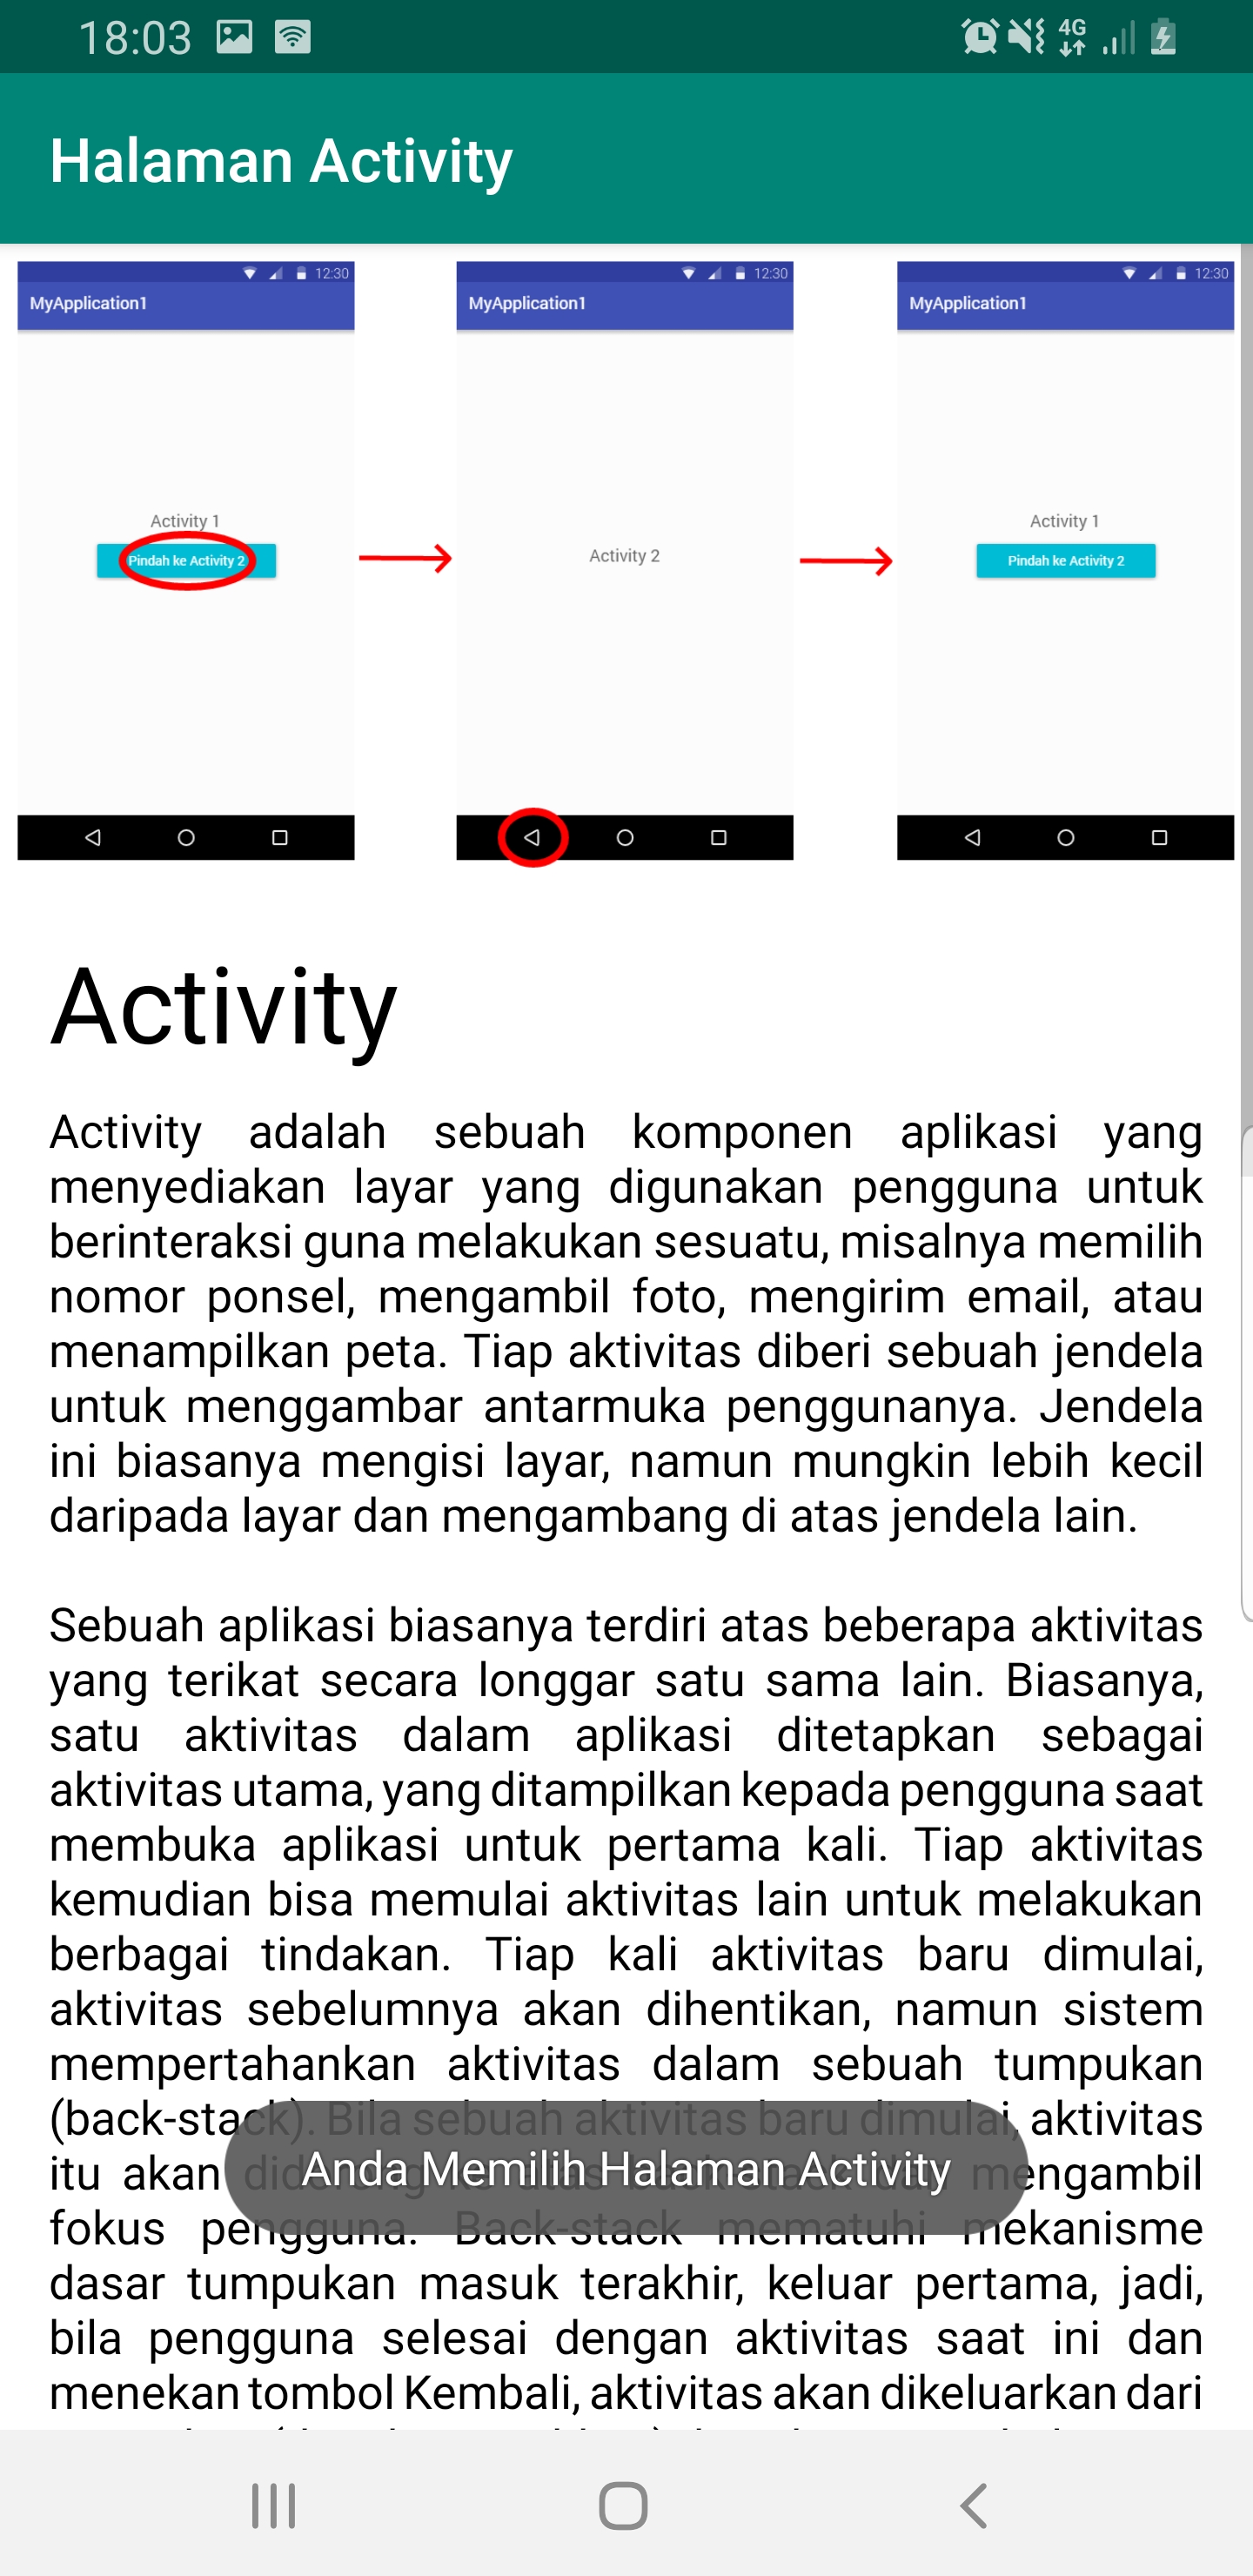 18:03
4G
Halaman Activity
12:30
MyApplication1
Activity 1
Pindah ke Activity 2
12:30
MyApplication1
Activity 2
12:30
MyApplication1
Activity 1
Pindah ke Activity 2
Activity
Activity adalah sebuah komponen aplikasi yang
menyediakan layar yang digunakan pengguna untuk
berinteraksi guna melakukan sesuatu, misalnya memilih
nomor ponsel, mengambil foto, mengirim email, atau
menampilkan peta. Tiap aktivitas diberi sebuah jendela
untuk menggambar antarmuka penggunanya. Jendela
ini biasanya mengisi layar, namun mungkin lebih kecil
daripada layar dan mengambang di atas jendela lain.
Sebuah aplikasi biasanya terdiri atas beberapa aktivitas
yang terikat secara longgar satu sama lain. Biasanya,
satu aktivitas dalam aplikasi ditetapkan sebagai
aktivitas utama, yang ditampilkan kepada pengguna saat
membuka aplikasi untuk pertama kali. Tiap aktivitas
kemudian bisa memulai aktivitas lain untuk melakukan
berbagai tindakan. Tiap kali aktivitas baru dimulai,
aktivitas sebelumnya akan dihentikan, namun sistem
mempertahankan aktivitas dalam sebuah tumpukan
(back-stack). Bila sebuah aktivitas baru dimulai, aktivitas
itu akan mengambil
Anda Memilih Halaman Activity
fokus pengguna. Back-stack mematuhi mekanisme
dasar tumpukan masuk terakhir, keluar pertama, jadi,
bila pengguna selesai dengan aktivitas saat ini dan
menekan tombol Kembali, aktivitas akan dikeluarkan dari